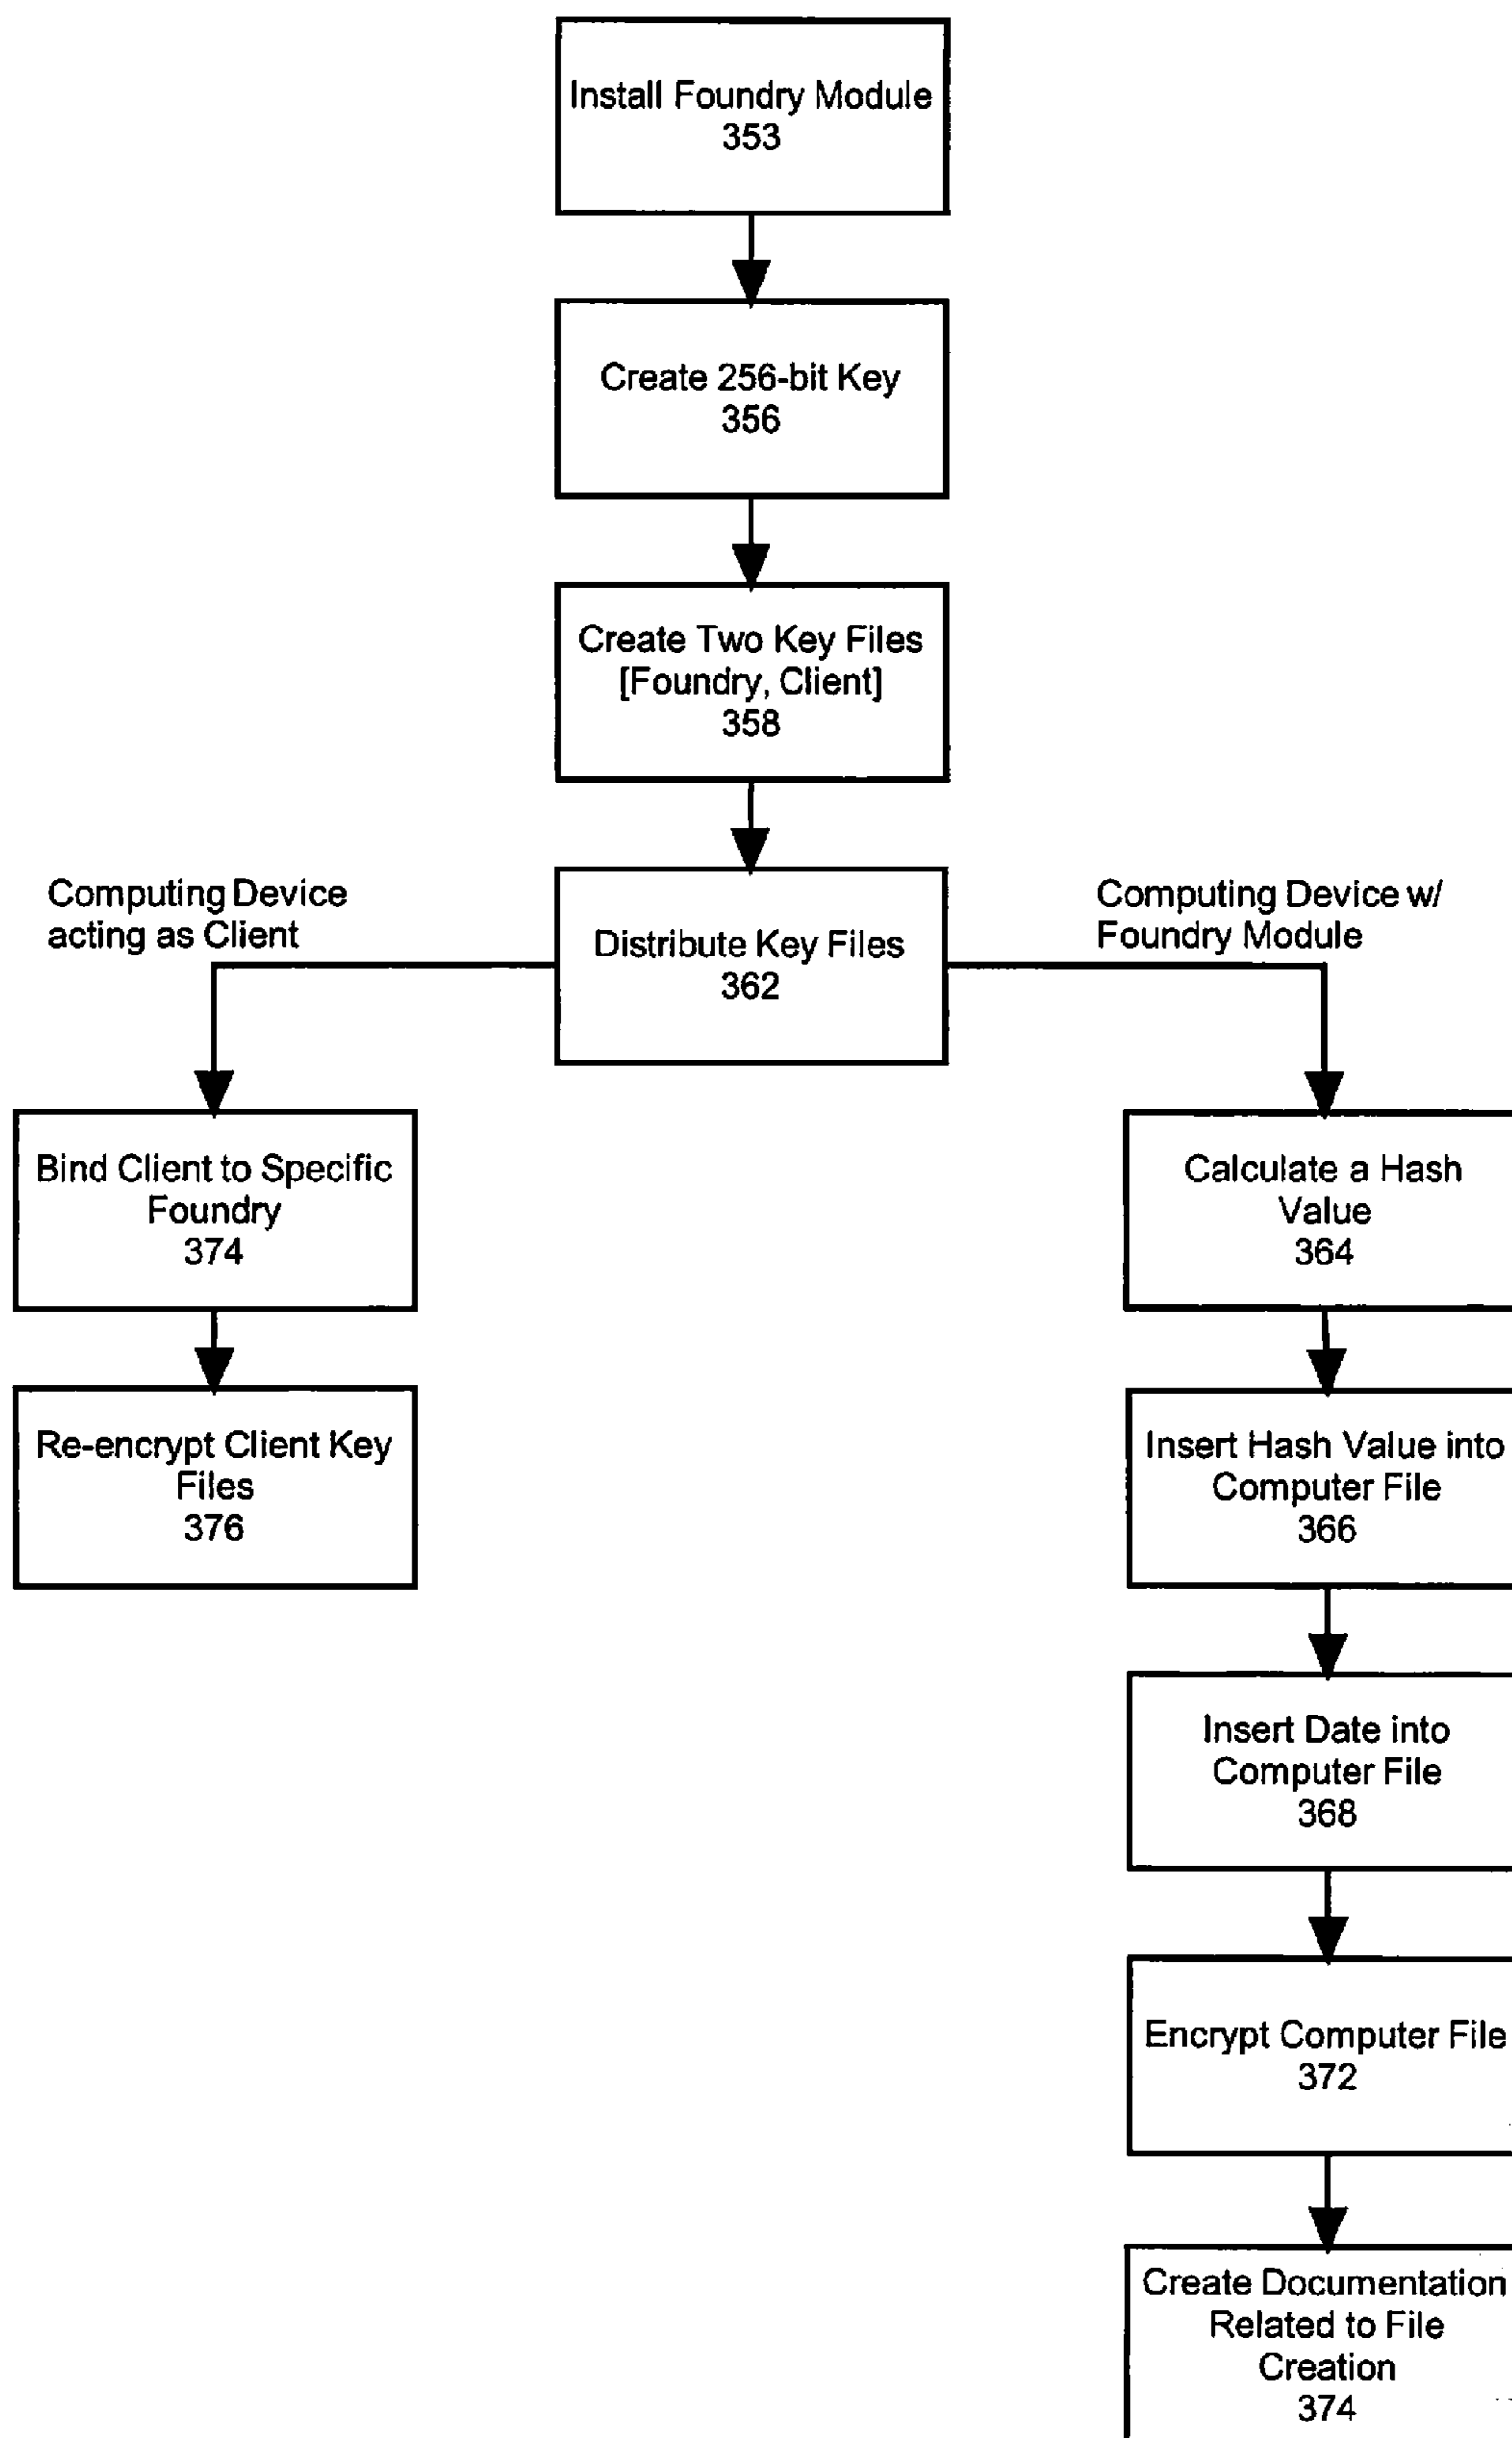 Install Foundry Module
353
Create 256-bit Key
356
Create Two Key Files
[Foundry, Client]
358
Distribute Key Files
362
Computing Device
acting as Client
Bind Client to Specific
Foundry
374
Re-encrypt Client Key
Files
376
Computing Device w/
Foundry Module
Calculate a Hash
Value
364
Insert Hash Value into
Computer File
366
Insert Date into
Computer File
368
Encrypt Computer File
372
Create Documentation
Related to File
Creation
374